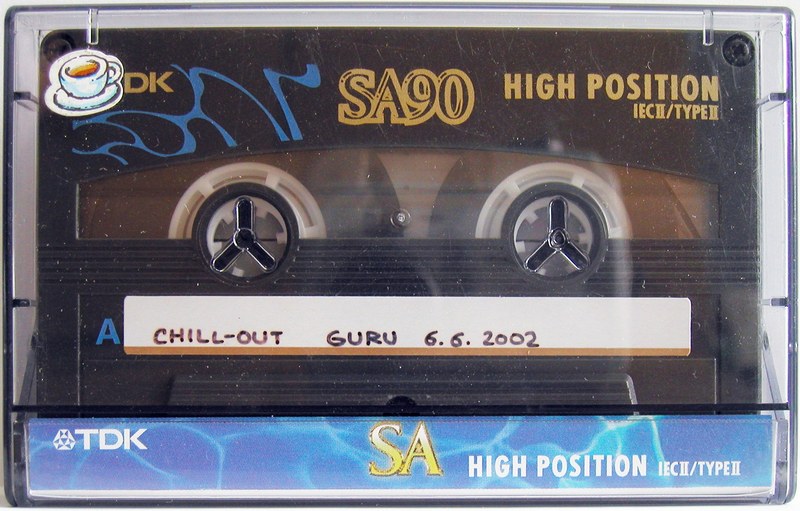 TDK
SA90
HIGH POSITION
IECII/TYPEII
A
CHILL-OUT GURU 6.6.2002
TDK
SA
HIGH POSITION IECII/TYPEII